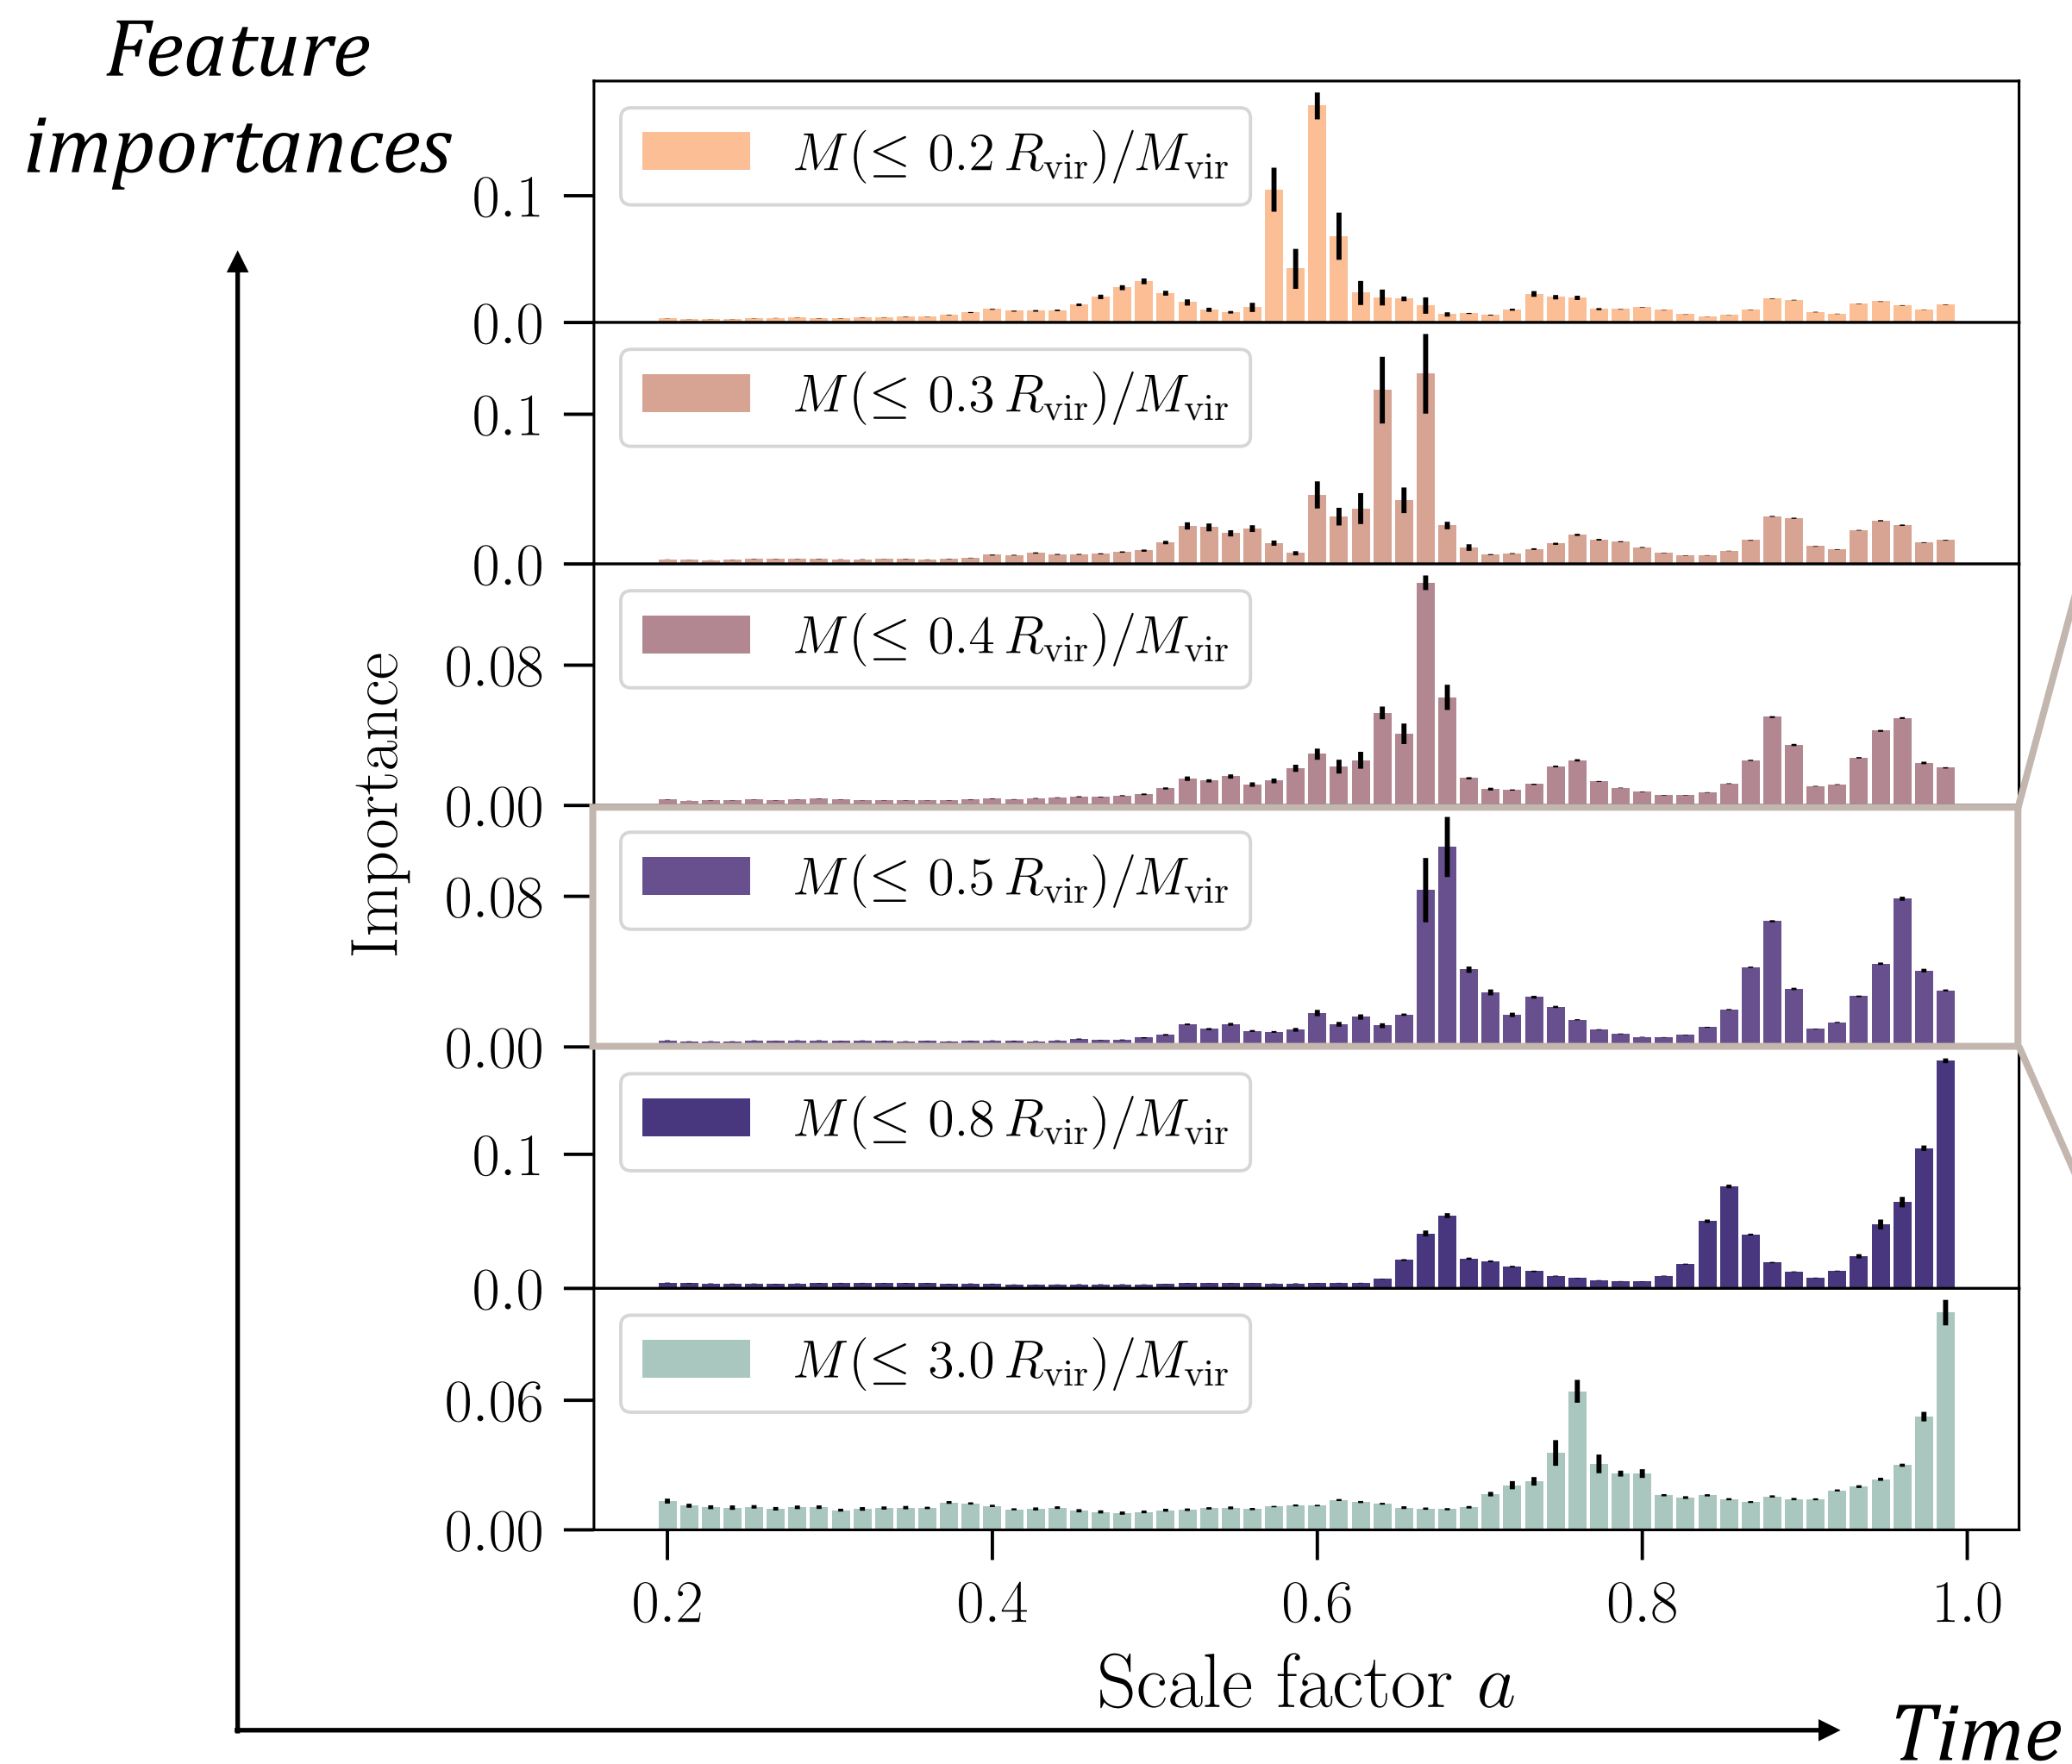 Feature
importances
M(≤ 0.2 R_vir)/M_vir
0.1
0.0
M(≤ 0.3 R_vir)/M_vir
0.1
0.0
M(≤ 0.4 R_vir)/M_vir
0.08
0.00
Importance
M(≤ 0.5 R_vir)/M_vir
0.08
0.00
M(≤ 0.8 R_vir)/M_vir
0.1
0.0
M(≤ 3.0 R_vir)/M_vir
0.06
0.00
0.2 0.4 0.6 0.8 1.0
Scale factor a
Time